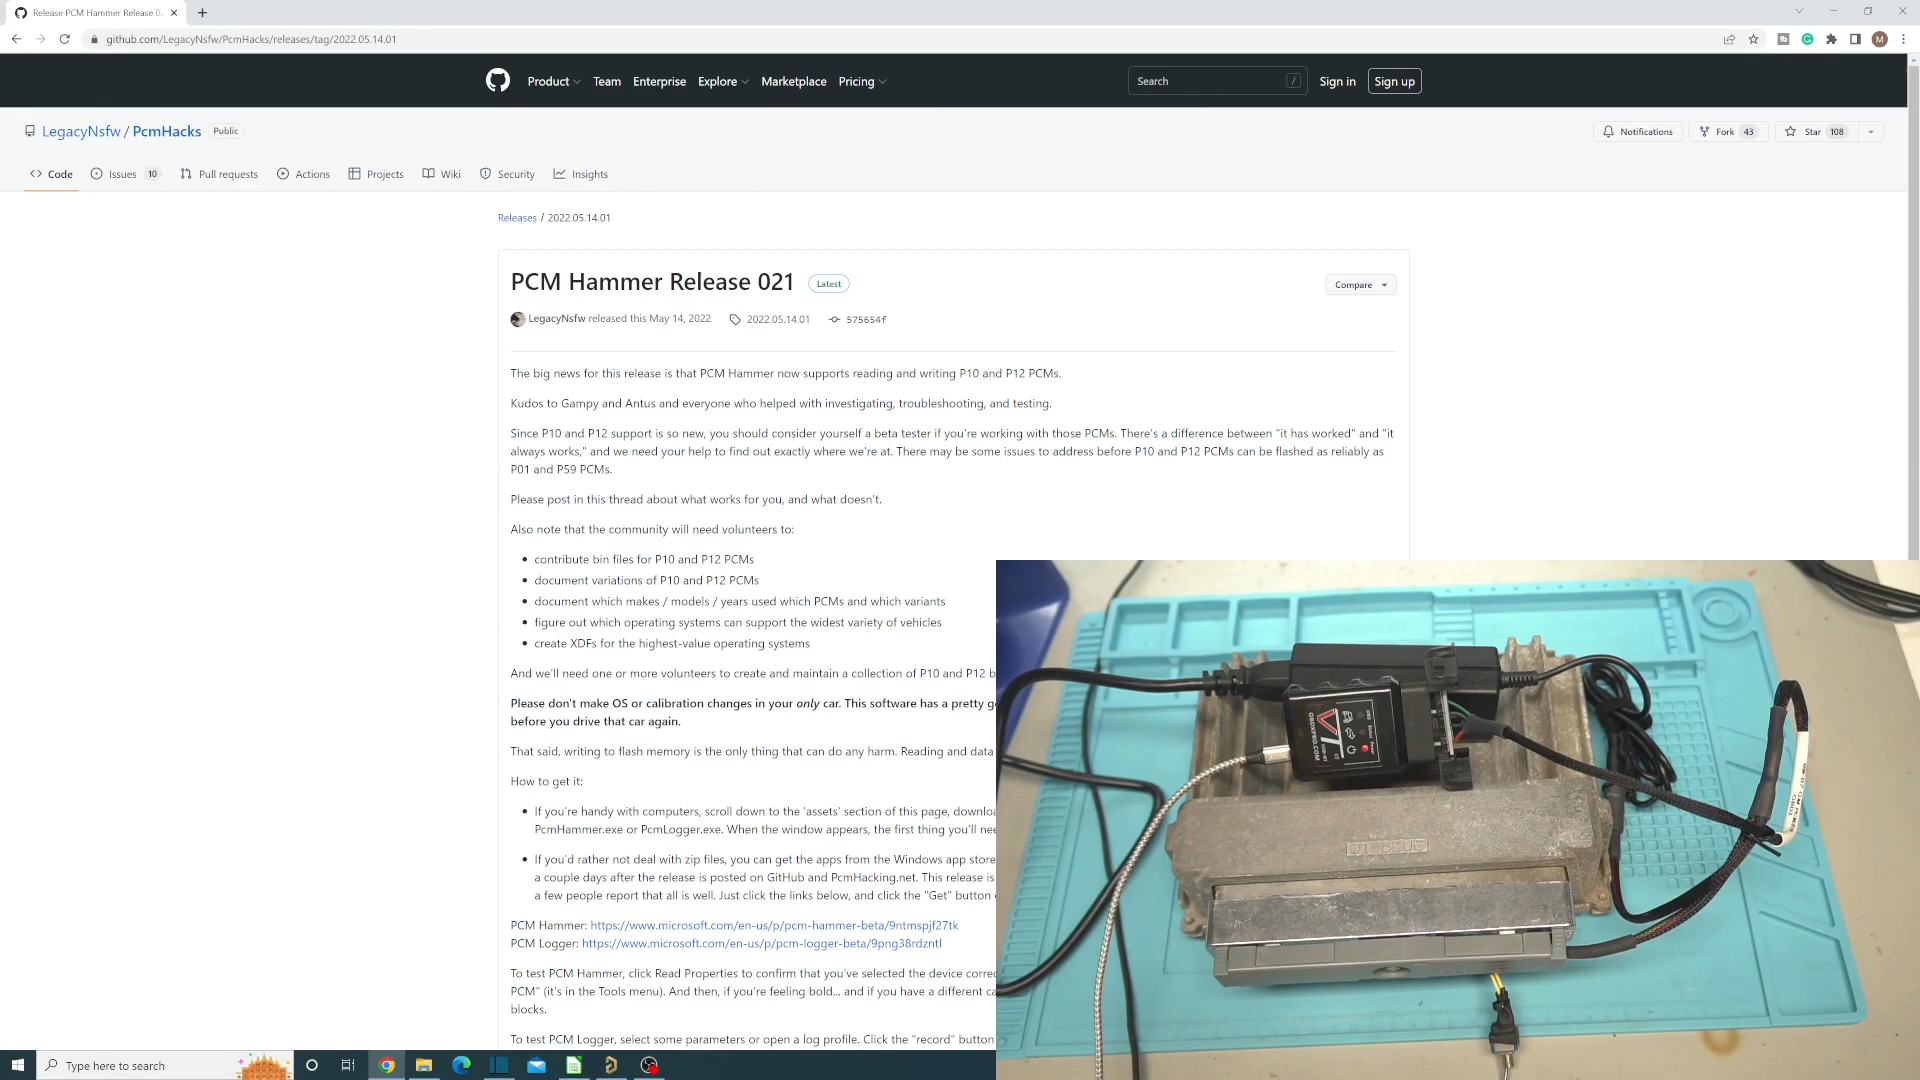 Release PCM Hammer Release 0
github.com/LegacyNsfw/PcmHacks/releases/tag/2022.05.14.01
M
Product
Team
Enterprise
Explore
Marketplace
Pricing
Search
/
Sign in
Sign up
LegacyNsfw / PcmHacks
Public
Notifications
Fork 43
Star 108
Code
Issues 10
Pull requests
Actions
Projects
Wiki
Security
Insights
Releases / 2022.05.14.01
PCM Hammer Release 021
Latest
Compare
LegacyNsfw released this May 14, 2022
2022.05.14.01
575654f
The big news for this release is that PCM Hammer now supports reading and writing P10 and P12 PCMs.
Kudos to Gampy and Antus and everyone who helped with investigating, troubleshooting, and testing.
Since P10 and P12 support is so new, you should consider yourself a beta tester if you're working with those PCMs. There's a difference between "it has worked" and "it
always works," and we need your help to find out exactly where we're at. There may be some issues to address before P10 and P12 PCMs can be flashed as reliably as
P01 and P59 PCMs.
Please post in this thread about what works for you, and what doesn't.
Also note that the community will need volunteers to:
• contribute bin files for P10 and P12 PCMs
• document variations of P10 and P12 PCMs
• document which makes / models / years used which PCMs and which variants
• figure out which operating systems can support the widest variety of vehicles
• create XDFs for the highest-value operating systems
And we'll need one or more volunteers to create and maintain a collection of P10 and P12 b
Please don't make OS or calibration changes in your only car. This software has a pretty g
before you drive that car again.
That said, writing to flash memory is the only thing that can do any harm. Reading and data
How to get it:
• If you're handy with computers, scroll down to the 'assets' section of this page, downloa
PcmHammer.exe or PcmLogger.exe. When the window appears, the first thing you'll nee
• If you'd rather not deal with zip files, you can get the apps from the Windows app store
a couple days after the release is posted on GitHub and PcmHacking.net. This release is
a few people report that all is well. Just click the links below, and click the "Get" button
PCM Hammer: https://www.microsoft.com/en-us/p/pcm-hammer-beta/9ntmspjf27tk
PCM Logger: https://www.microsoft.com/en-us/p/pcm-logger-beta/9png38rdzntl
To test PCM Hammer, click Read Properties to confirm that you've selected the device corre
PCM" (it's in the Tools menu). And then, if you're feeling bold... and if you have a different ca
blocks.
To test PCM Logger, select some parameters or open a log profile. Click the "record" button
Type here to search
OBDXPRO.COM
VT